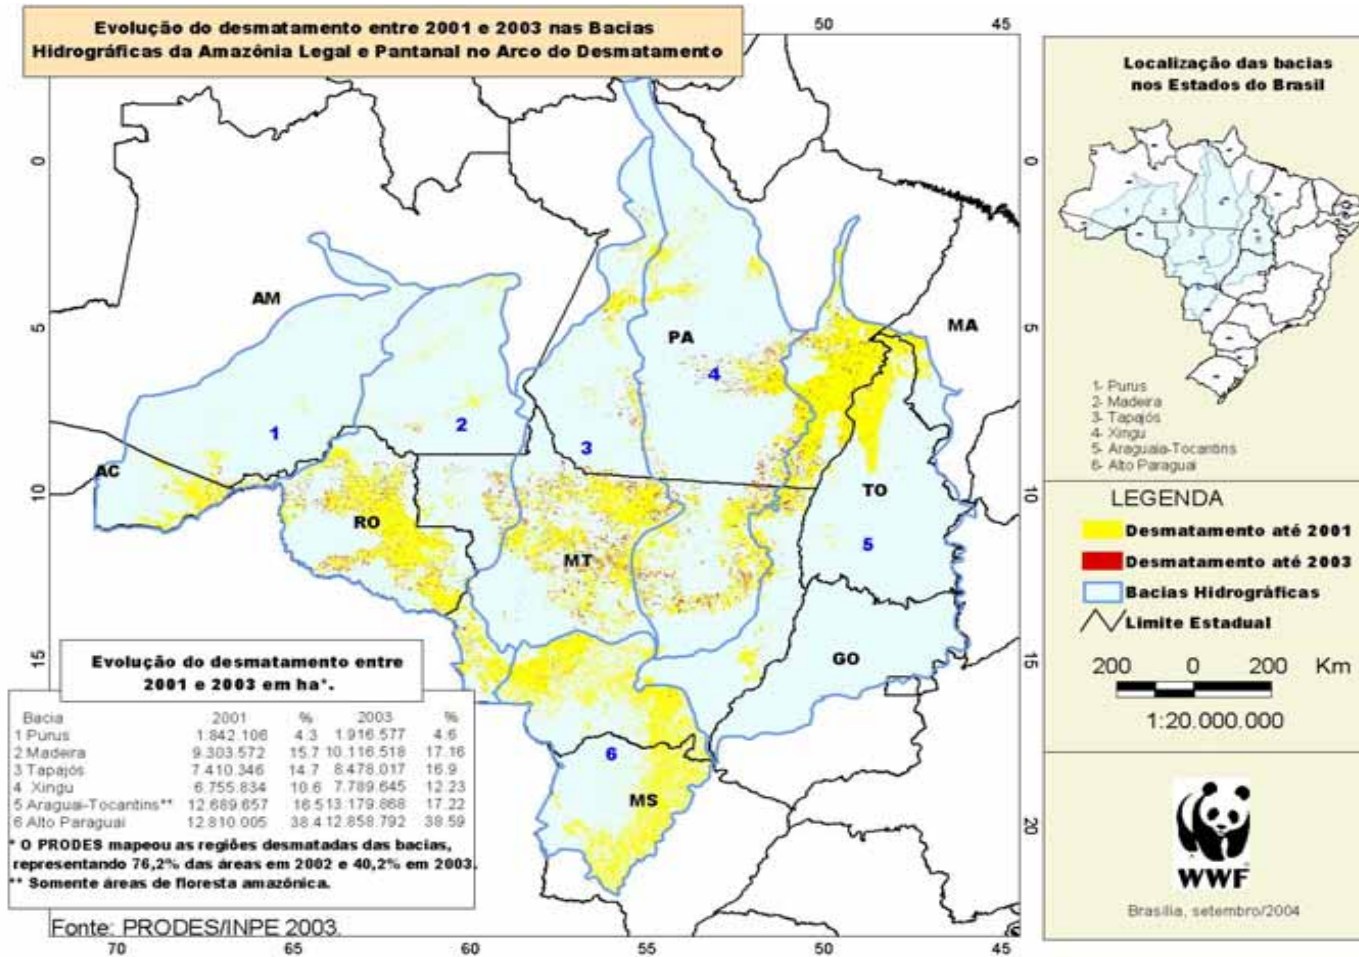 Evolução do desmatamento entre 2001 e 2003 nas Bacias
Hidrográficas da Amazônia Legal e Pantanal no Arco do Desmatamento
50
45
0
5
10
15
AM
PA
MA
AC
RO
MT
TO
GO
MS
1
2
3
4
5
6
0
5
10
15
20
70
65
60
55
50
45
Evolução do desmatamento entre
2001 e 2003 em ha*.
Bacia 2001 % 2003 %
1 Purus 1.842.106 4.3 1.916.577 4.6
2 Madeira 9.303.572 15.7 10.116.518 17.16
3 Tapajós 7.410.346 14.7 8.478.017 16.9
4 Xingu 6.755.834 10.6 7.789.645 12.23
5 Araguai-Tocantins** 12.689.657 16.5 13.179.868 17.22
6 Alto Paraguai 12.810.005 38.4 12.858.792 38.59
* O PRODES mapeou as regiões desmatadas das bacias,
representando 76,2% das áreas em 2002 e 40,2% em 2003.
** Somente áreas de floresta amazônica.
Fonte: PRODES/INPE 2003.
Localização das bacias
nos Estados do Brasil
1- Purus
2- Madeira
3- Tapajós
4- Xingu
5- Araguaia-Tocantins
6- Alto Paraguai
LEGENDA
Desmatamento até 2001
Desmatamento até 2003
Bacias Hidrográficas
Limite Estadual
200 0 200 Km
1:20.000.000
WWF
Brasília, setembro/2004